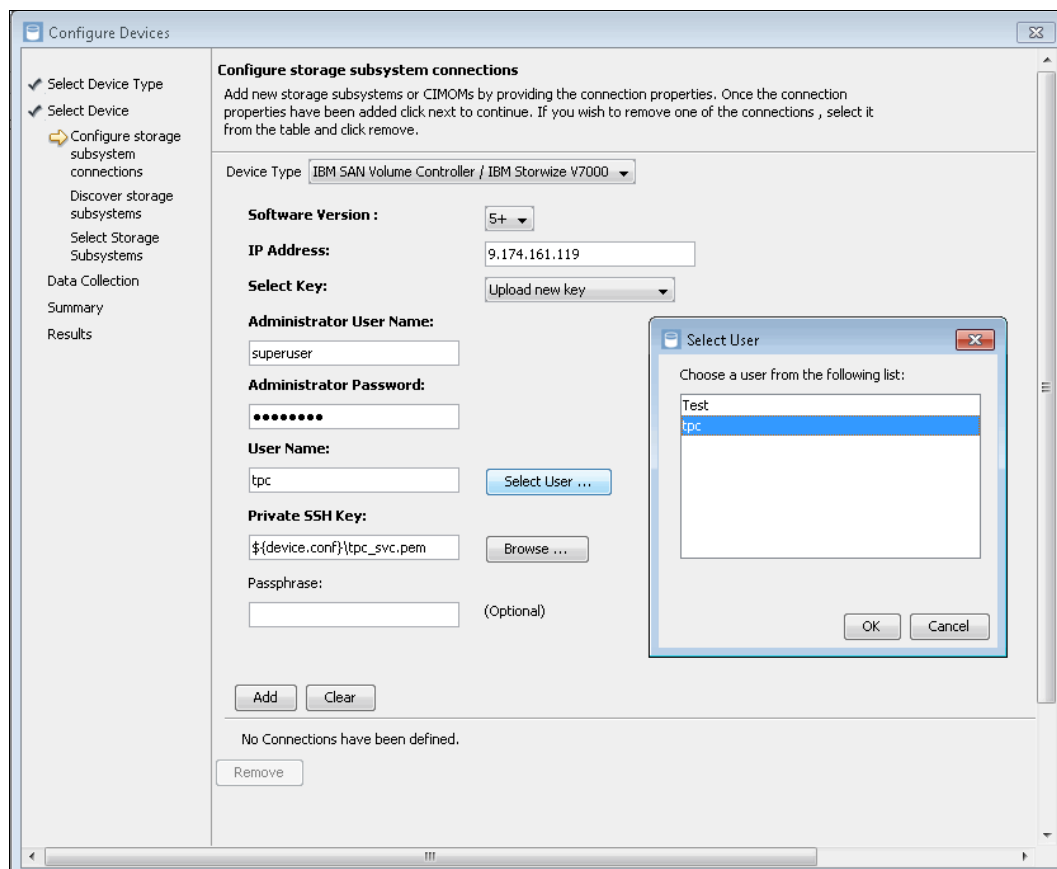 Configure Devices
Select Device Type
Select Device
Configure storage
subsystem
connections
Discover storage
subsystems
Select Storage
Subsystems
Data Collection
Summary
Results
Configure storage subsystem connections
Add new storage subsystems or CIMOMs by providing the connection properties. Once the connection
properties have been added click next to continue. If you wish to remove one of the connections , select it
from the table and click remove.
Device Type IBM SAN Volume Controller / IBM Storwize V7000
Software Version : 5+
IP Address: 9.174.161.119
Select Key: Upload new key
Administrator User Name:
superuser
Administrator Password:
••••••••
User Name:
tpc Select User ...
Private SSH Key:
${device.conf}\tpc_svc.pem Browse ...
Passphrase:
(Optional)
Add Clear
No Connections have been defined.
Remove
Select User
Choose a user from the following list:
Test
tpc
OK Cancel